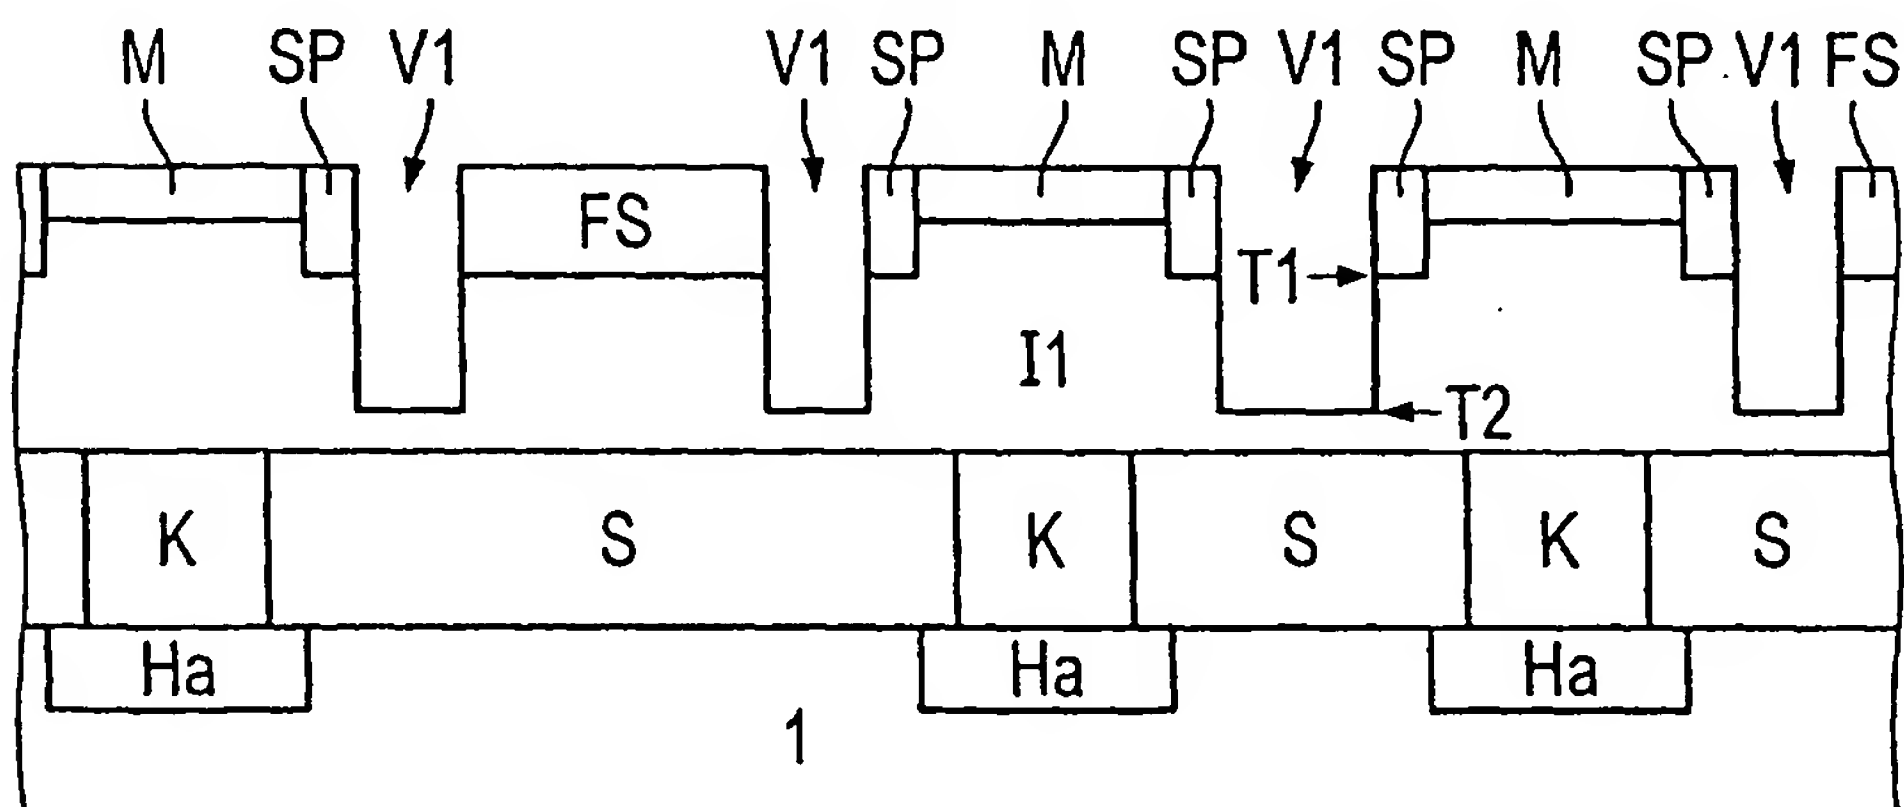 M SP V1 V1 SP M SP V1 SP M SP V1 FS
FS
T1
I1
T2
K S K S K S
Ha Ha Ha
1